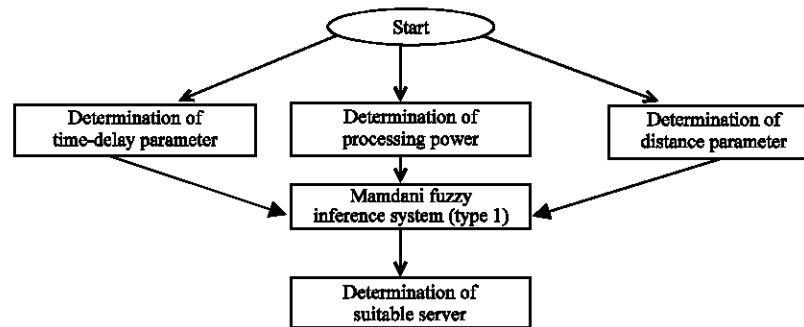 Start
Determination of
time-delay parameter
Determination of
processing power
Determination of
distance parameter
Mamdani fuzzy
inference system (type 1)
Determination of
suitable server